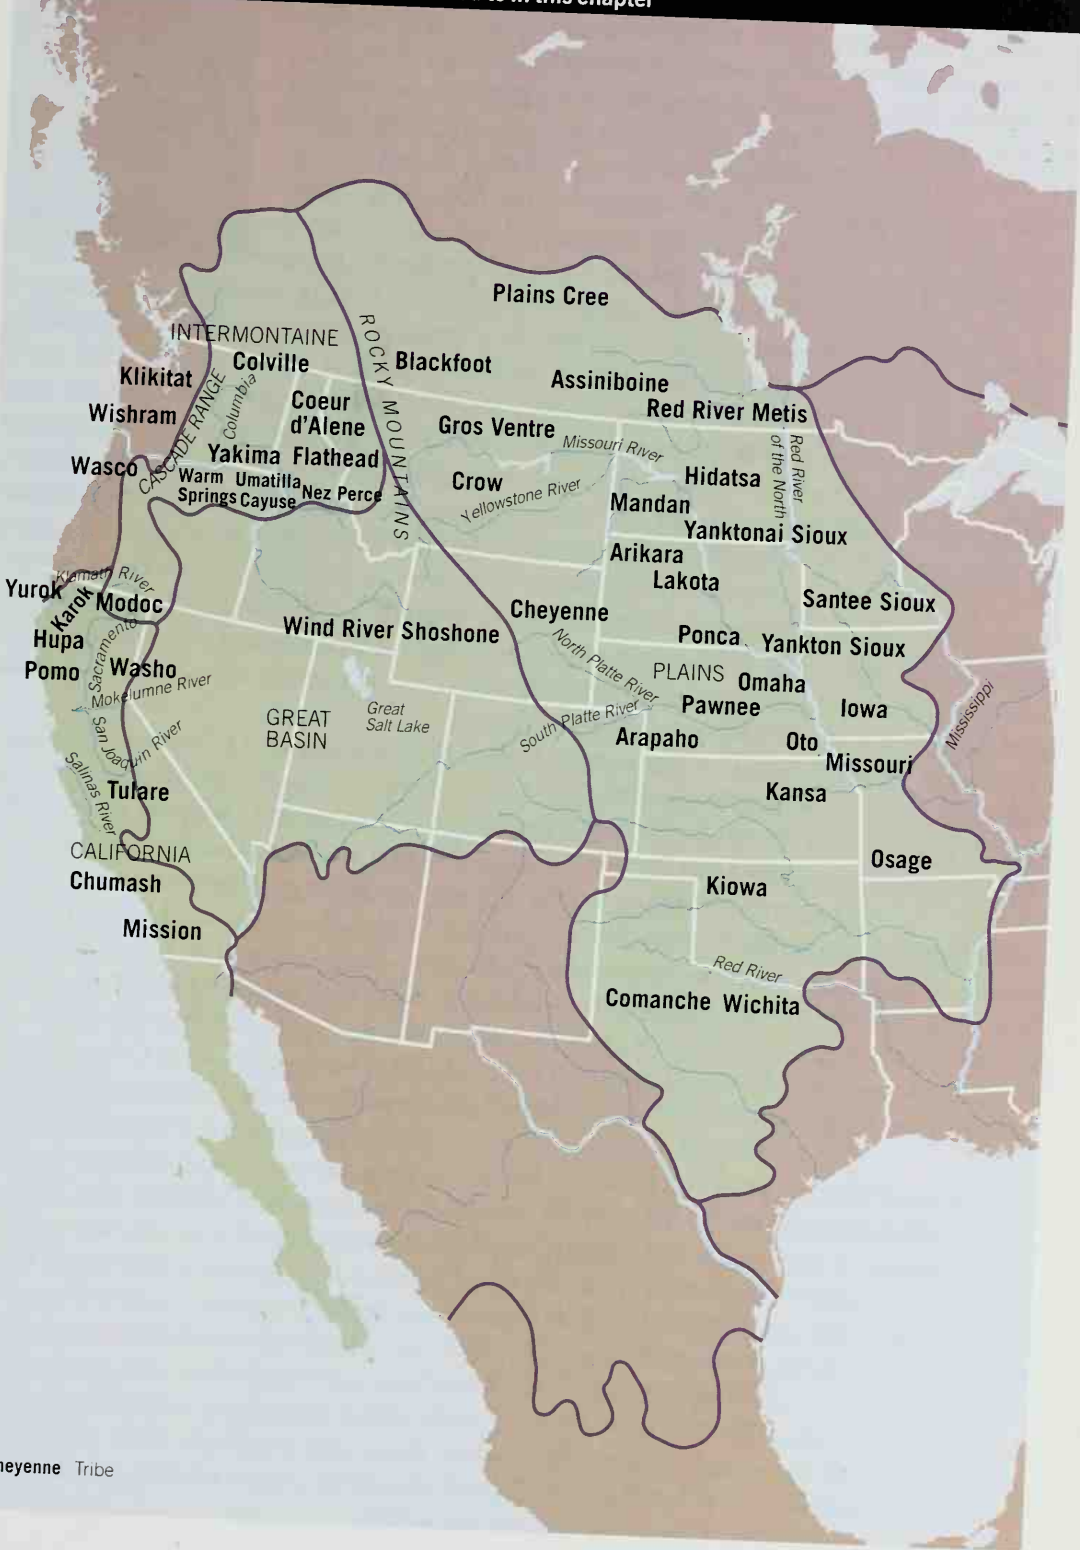 in this chapter
Plains Cree
INTERMONTAINE
Colville
ROCKY MOUNTAINS
Blackfoot
Klikitat
Columbia
CASCADE RANGE
Assiniboine
Coeur
d'Alene
Wishram
Red River Metis
Gros Ventre
Missouri River
Red River
of the North
Yakima
Flathead
Wasco
Warm
Springs
Umatilla
Cayuse
Nez Perce
Crow
Yellowstone River
Hidatsa
Mandan
Yanktonai Sioux
Arikara
Lakota
Klamath River
Yurok
Karok
Modoc
Santee Sioux
Cheyenne
Wind River Shoshone
Hupa
Sacramento
Ponca
Yankton Sioux
North Platte River
Pomo
Washo
PLAINS
Omaha
Mokelumne River
Pawnee
Iowa
Mississippi
Great
Salt Lake
GREAT
BASIN
South Platte River
San Joaquin River
Arapaho
Oto
Missouri
Salinas River
Tulare
Kansa
CALIFORNIA
Osage
Chumash
Kiowa
Mission
Red River
Comanche
Wichita
heyenne Tribe